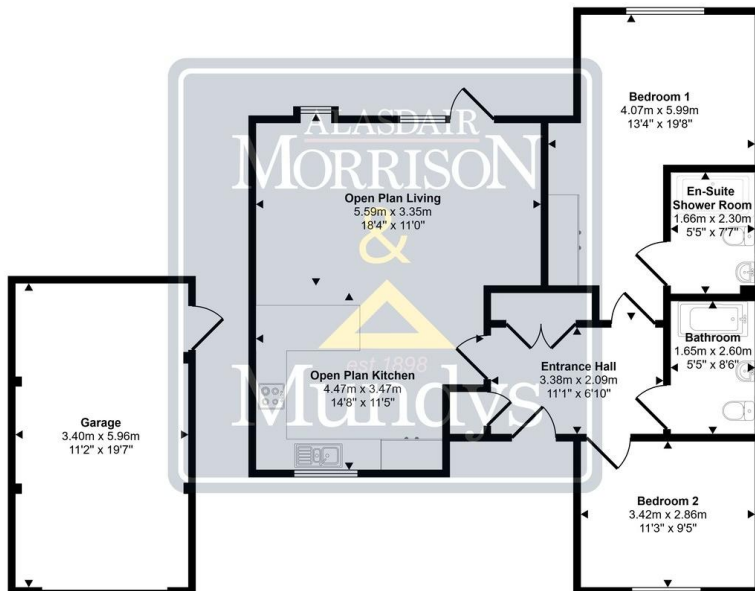 Bedroom 1
4.07m x 5.99m
13'4" x 19'8"
ALASDAIR
MORRISON
&
est 1898
Mundys
Open Plan Living
5.59m x 3.35m
18'4" x 11'0"
En-Suite
Shower Room
1.66m x 2.30m
5'5" x 7'7"
Bathroom
1.65m x 2.60m
5'5" x 8'6"
Entrance Hall
3.38m x 2.09m
11'1" x 6'10"
Open Plan Kitchen
4.47m x 3.47m
14'8" x 11'5"
Garage
3.40m x 5.96m
11'2" x 19'7"
Bedroom 2
3.42m x 2.86m
11'3" x 9'5"